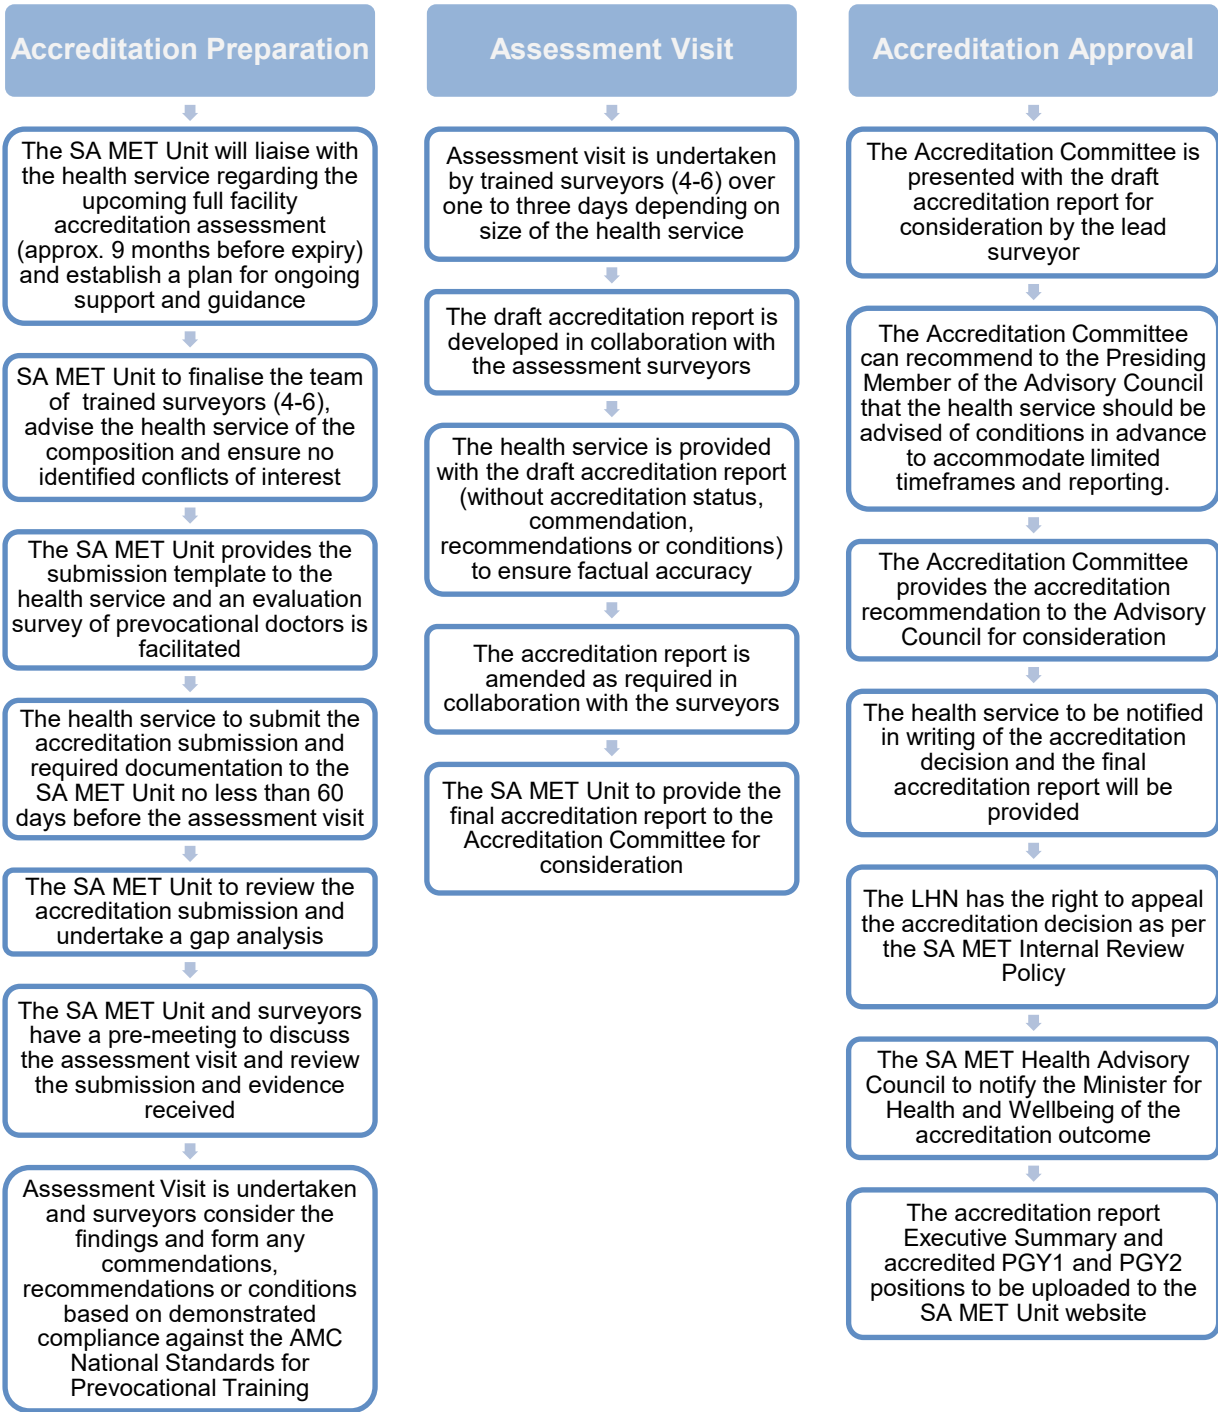 Accreditation Preparation
The SA MET Unit will liaise with
the health service regarding the
upcoming full facility
accreditation assessment
(approx. 9 months before expiry)
and establish a plan for ongoing
support and guidance
SA MET Unit to finalise the team
of trained surveyors (4-6),
advise the health service of the
composition and ensure no
identified conflicts of interest
The SA MET Unit provides the
submission template to the
health service and an evaluation
survey of prevocational doctors is
facilitated
The health service to submit the
accreditation submission and
required documentation to the
SA MET Unit no less than 60
days before the assessment visit
The SA MET Unit to review the
accreditation submission and
undertake a gap analysis
The SA MET Unit and surveyors
have a pre-meeting to discuss
the assessment visit and review
the submission and evidence
received
Assessment Visit is undertaken
and surveyors consider the
findings and form any
commendations,
recommendations or conditions
based on demonstrated
compliance against the AMC
National Standards for
Prevocational Training
Assessment Visit
Assessment visit is undertaken
by trained surveyors (4-6) over
one to three days depending on
size of the health service
The draft accreditation report is
developed in collaboration with
the assessment surveyors
The health service is provided
with the draft accreditation report
(without accreditation status,
commendation,
recommendations or conditions)
to ensure factual accuracy
The accreditation report is
amended as required in
collaboration with the surveyors
The SA MET Unit to provide the
final accreditation report to the
Accreditation Committee for
consideration
Accreditation Approval
The Accreditation Committee is
presented with the draft
accreditation report for
consideration by the lead
surveyor
The Accreditation Committee
can recommend to the Presiding
Member of the Advisory Council
that the health service should be
advised of conditions in advance
to accommodate limited
timeframes and reporting.
The Accreditation Committee
provides the accreditation
recommendation to the Advisory
Council for consideration
The health service to be notified
in writing of the accreditation
decision and the final
accreditation report will be
provided
The LHN has the right to appeal
the accreditation decision as per
the SA MET Internal Review
Policy
The SA MET Health Advisory
Council to notify the Minister for
Health and Wellbeing of the
accreditation outcome
The accreditation report
Executive Summary and
accredited PGY1 and PGY2
positions to be uploaded to the
SA MET Unit website